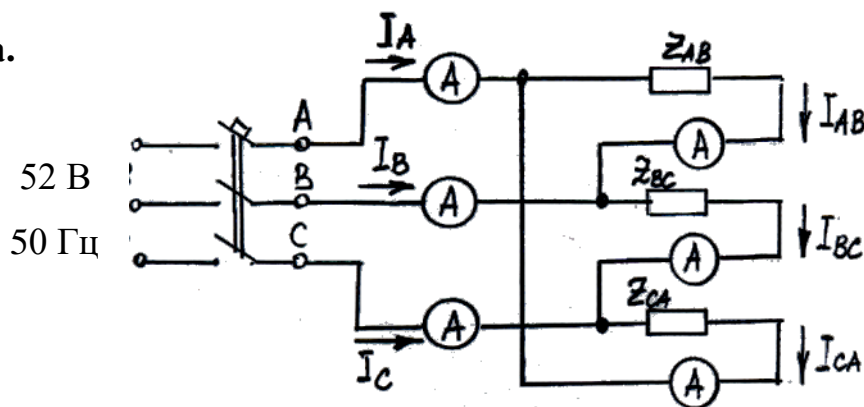 а.
I_A
A
Z_AB
A
I_AB
A
52 В
I_B
B
A
Z_BC
50 Гц
C
A
I_BC
Z_CA
A
I_C
A
I_CA